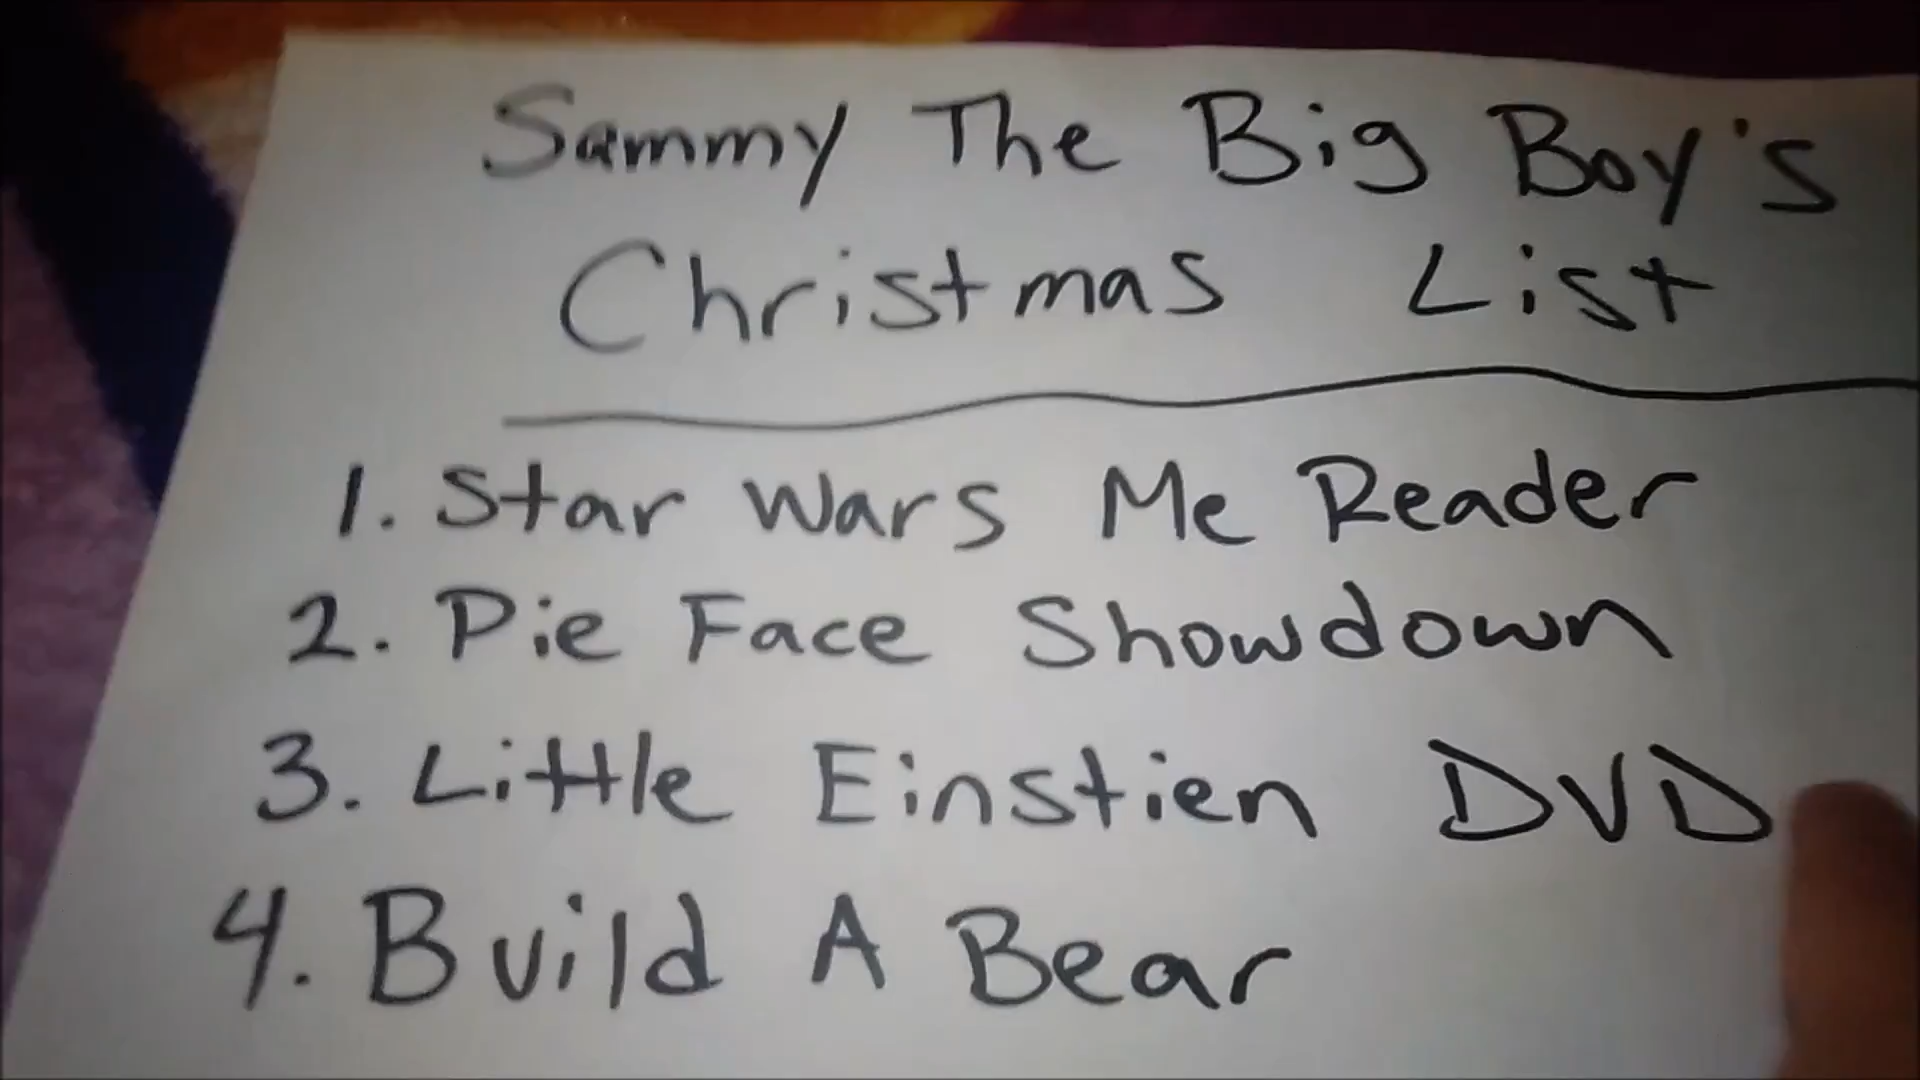 Sammy The Big Boy's
Christmas List
1. Star Wars Me Reader
2. Pie Face Showdown
3. Little Einstien DVD
4. Build A Bear